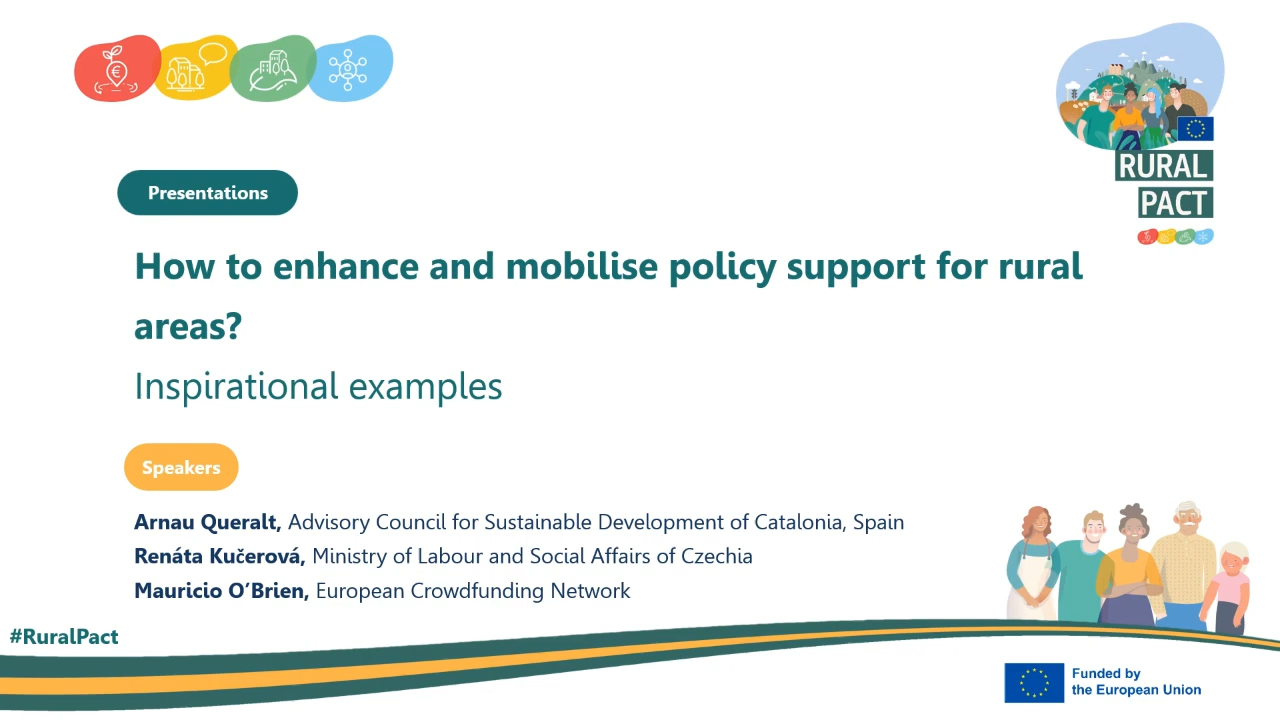 RURAL
PACT
Presentations
How to enhance and mobilise policy support for rural
areas?
Inspirational examples
Speakers
Arnau Queralt, Advisory Council for Sustainable Development of Catalonia, Spain
Renáta Kučerová, Ministry of Labour and Social Affairs of Czechia
Mauricio O’Brien, European Crowdfunding Network
#RuralPact
Funded by
the European Union